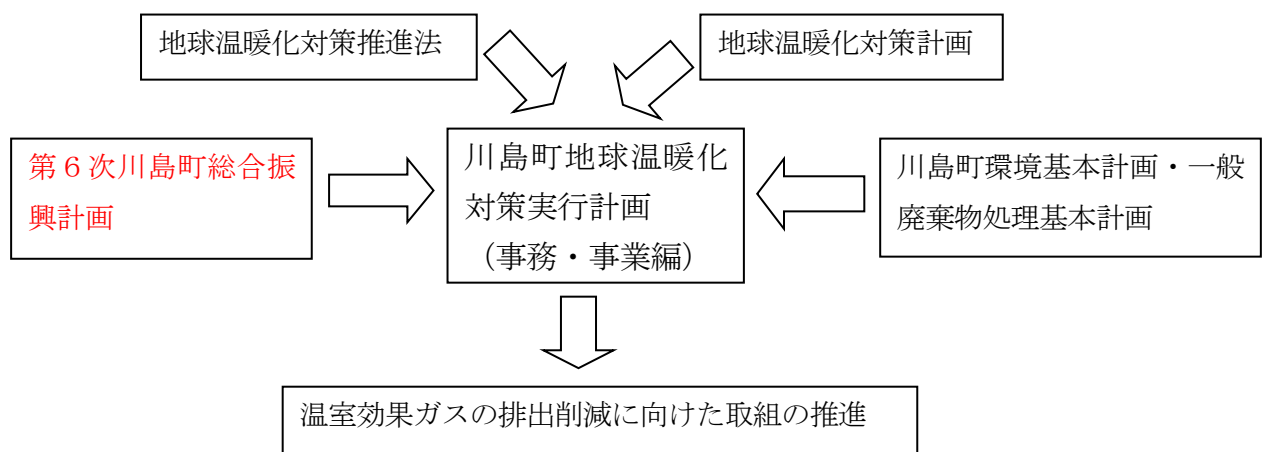 地球温暖化対策推進法
地球温暖化対策計画
第6次川島町総合振
興計画
川島町地球温暖化
対策実行計画
（事務・事業編）
川島町環境基本計画・一般
廃棄物処理基本計画
温室効果ガスの排出削減に向けた取組の推進